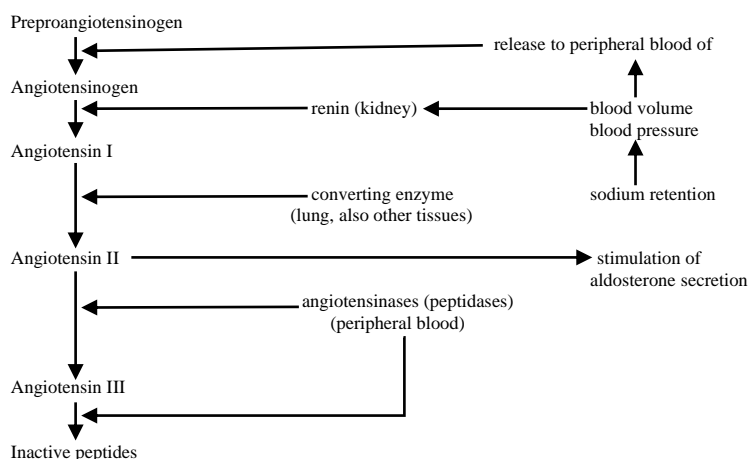 Preproangiotensinogen
release to peripheral blood of
Angiotensinogen
renin (kidney)
blood volume
blood pressure
Angiotensin I
converting enzyme
(lung, also other tissues)
sodium retention
Angiotensin II
stimulation of
aldosterone secretion
angiotensinases (peptidases)
(peripheral blood)
Angiotensin III
Inactive peptides